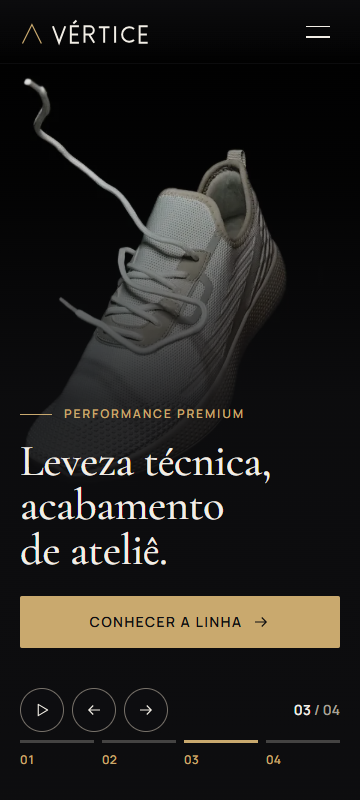 VÉRTICE
PERFORMANCE PREMIUM
Leveza técnica,
acabamento
de ateliê.
CONHECER A LINHA →
03 / 04
01 02 03 04